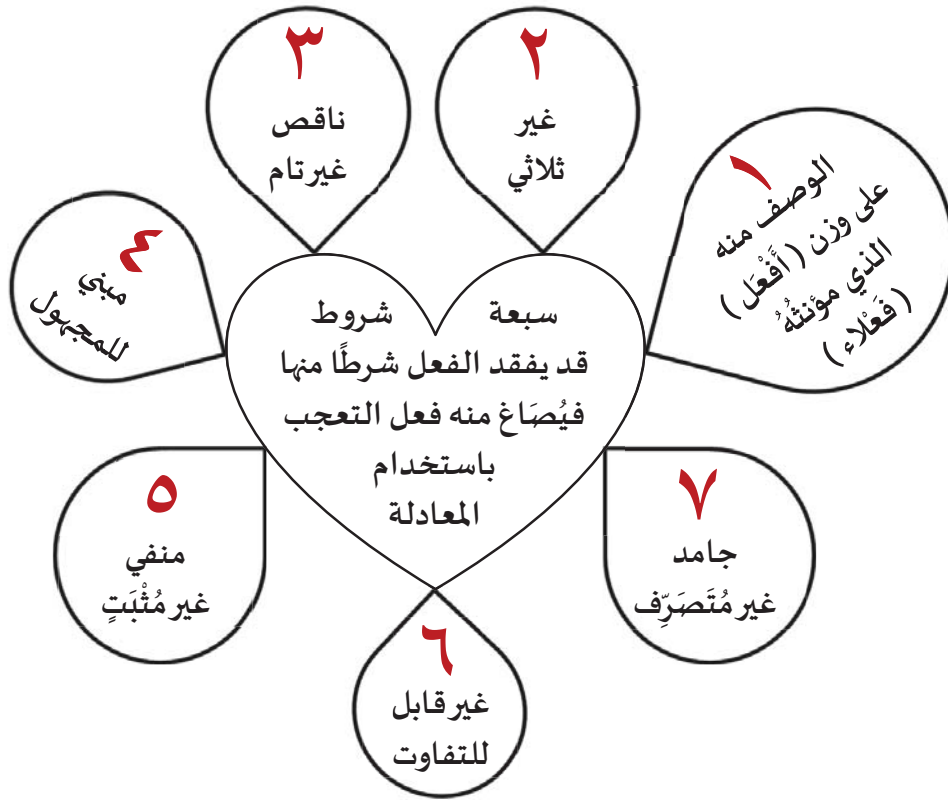 سبعة شروط
قد يفقد الفعل شرطًا منها
فيُصَاغ منه فعل التعجب
باستخدام
المعادلة
١
الوصف منه
على وزن ( أَفْعَل )
الذي مؤنثهُ
( فَعْلاء )
٢
غير
ثلاثي
٣
ناقص
غير تام
٤
مبني
للمجهول
٥
منفي
غير مُثْبَتٍ
٦
غير قابل
للتفاوت
٧
جامد
غير مُتَصَرِّف